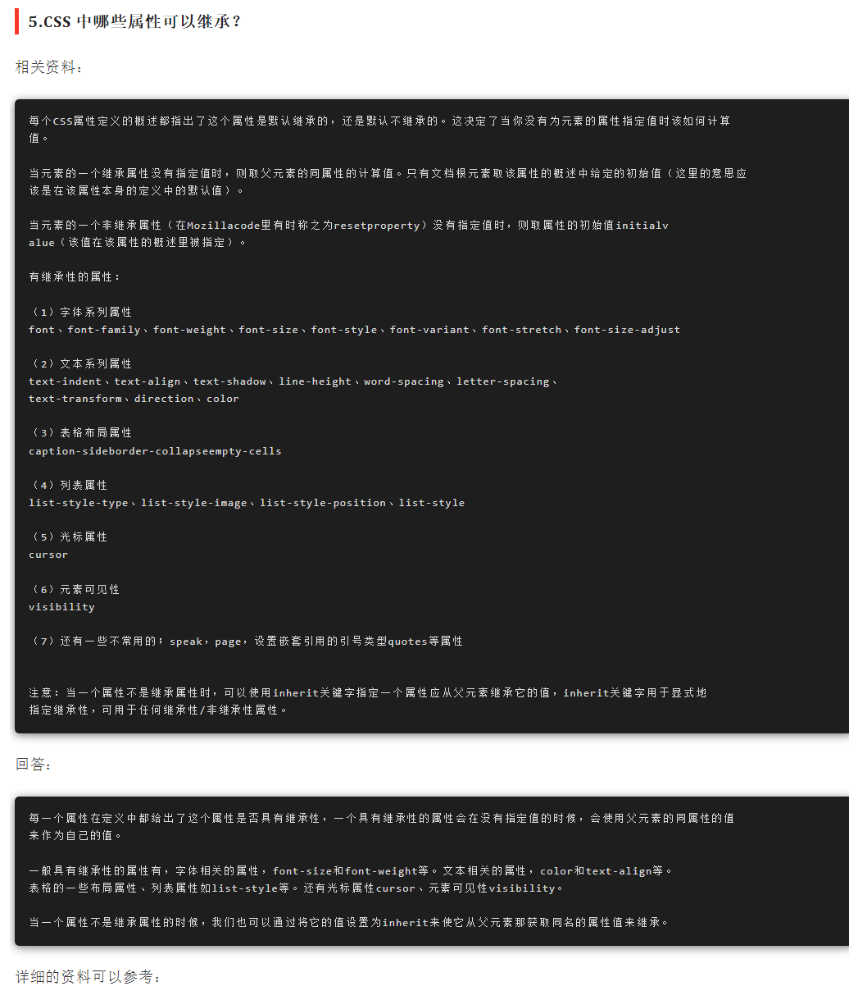 5.CSS 中哪些属性可以继承？
相关资料：
每个CSS属性定义的概述都指出了这个属性是默认继承的，还是默认不继承的。这决定了当你没有为元素的属性指定值时该如何计算
值。
当元素的一个继承属性没有指定值时，则取父元素的同属性的计算值。只有文档根元素取该属性的概述中给定的初始值（这里的意思应
该是在该属性本身的定义中的默认值）。
当元素的一个非继承属性（在Mozillacode里有时称之为resetproperty）没有指定值时，则取属性的初始值initialv
alue（该值在该属性的概述里被指定）。
有继承性的属性：
（1）字体系列属性
font、font-family、font-weight、font-size、font-style、font-variant、font-stretch、font-size-adjust
（2）文本系列属性
text-indent、text-align、text-shadow、line-height、word-spacing、letter-spacing、
text-transform、direction、color
（3）表格布局属性
caption-sideborder-collapseempty-cells
（4）列表属性
list-style-type、list-style-image、list-style-position、list-style
（5）光标属性
cursor
（6）元素可见性
visibility
（7）还有一些不常用的；speak，page，设置嵌套引用的引号类型quotes等属性
注意：当一个属性不是继承属性时，可以使用inherit关键字指定一个属性应从父元素继承它的值，inherit关键字用于显式地
指定继承性，可用于任何继承性/非继承性属性。
回答：
每一个属性在定义中都给出了这个属性是否具有继承性，一个具有继承性的属性会在没有指定值的时候，会使用父元素的同属性的值
来作为自己的值。
一般具有继承性的属性有，字体相关的属性，font-size和font-weight等。文本相关的属性，color和text-align等。
表格的一些布局属性、列表属性如list-style等。还有光标属性cursor、元素可见性visibility。
当一个属性不是继承属性的时候，我们也可以通过将它的值设置为inherit来使它从父元素那获取同名的属性值来继承。
详细的资料可以参考：